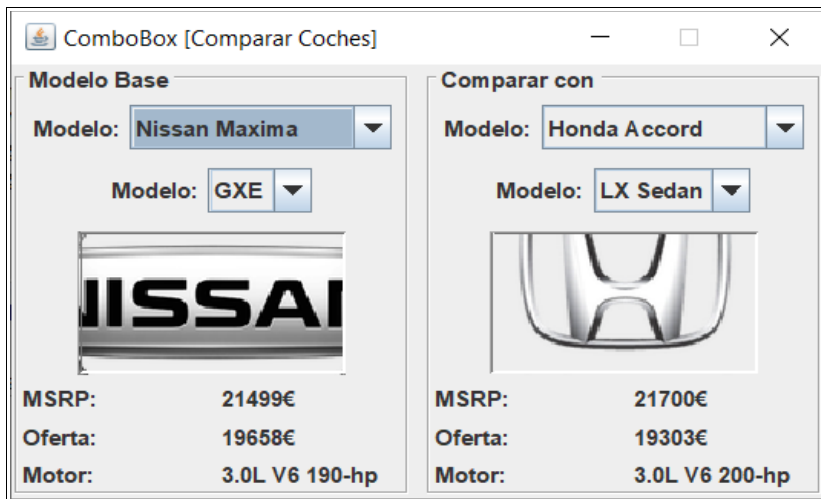 ComboBox [Comparar Coches]
Modelo Base
Modelo: Nissan Maxima
Modelo: GXE
NISSAN
MSRP: 21499€
Oferta: 19658€
Motor: 3.0L V6 190-hp
Comparar con
Modelo: Honda Accord
Modelo: LX Sedan
MSRP: 21700€
Oferta: 19303€
Motor: 3.0L V6 200-hp